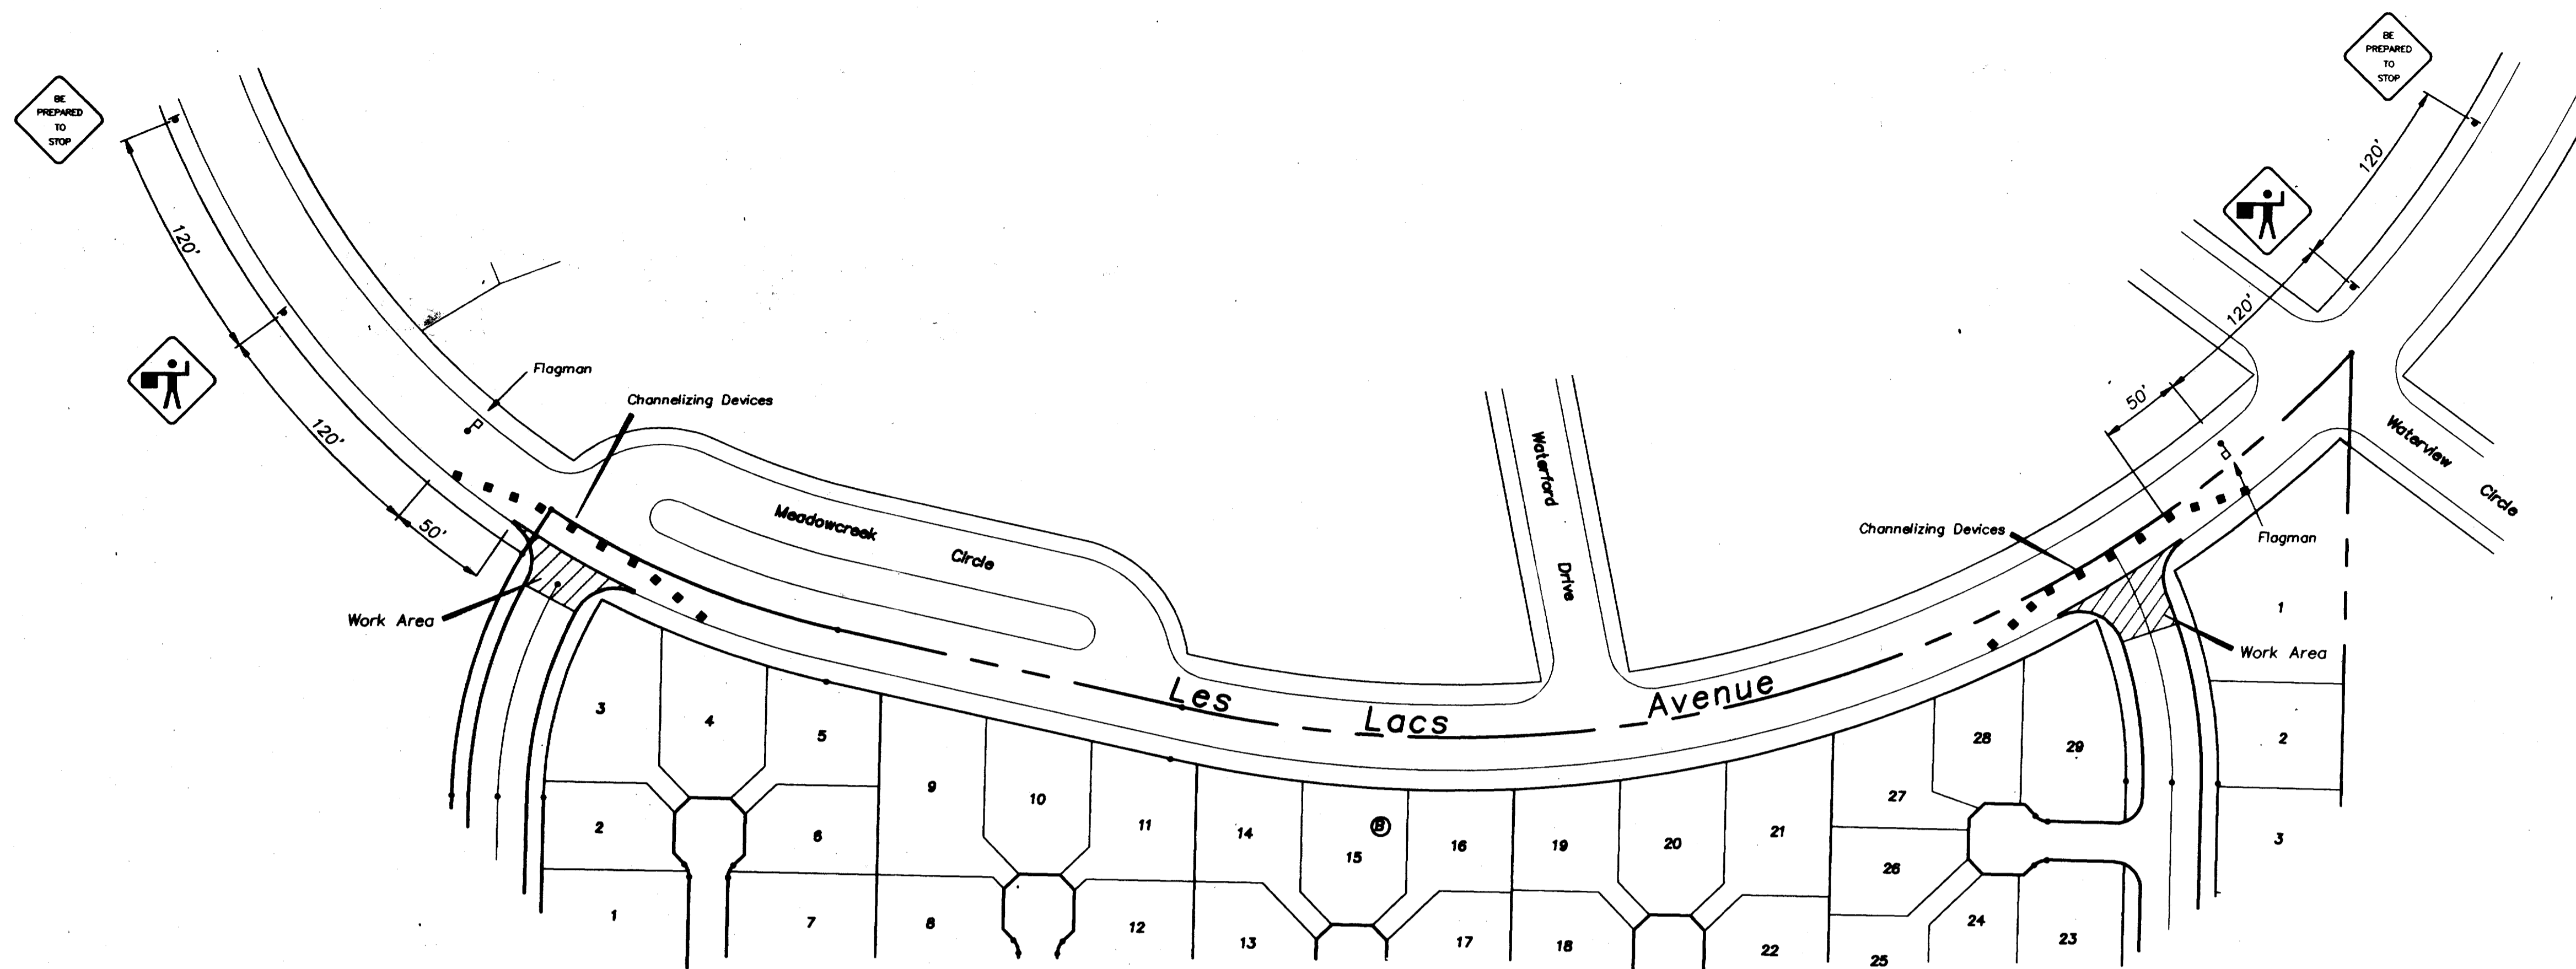 BE
PREPARED
TO
STOP
BE
PREPARED
TO
STOP
120'
120'
120'
120'
50'
50'
Flagman
Channelizing Devices
Work Area
Meadowcreek
Circle
Waterford
Drive
Waterview
Circle
Channelizing Devices
Flagman
Work Area
Les
Lacs
Avenue
3
4
5
2
6
1
7
9
10
11
8
12
14
15
B
16
13
17
19
20
21
18
22
27
28
29
26
25
24
23
1
2
3